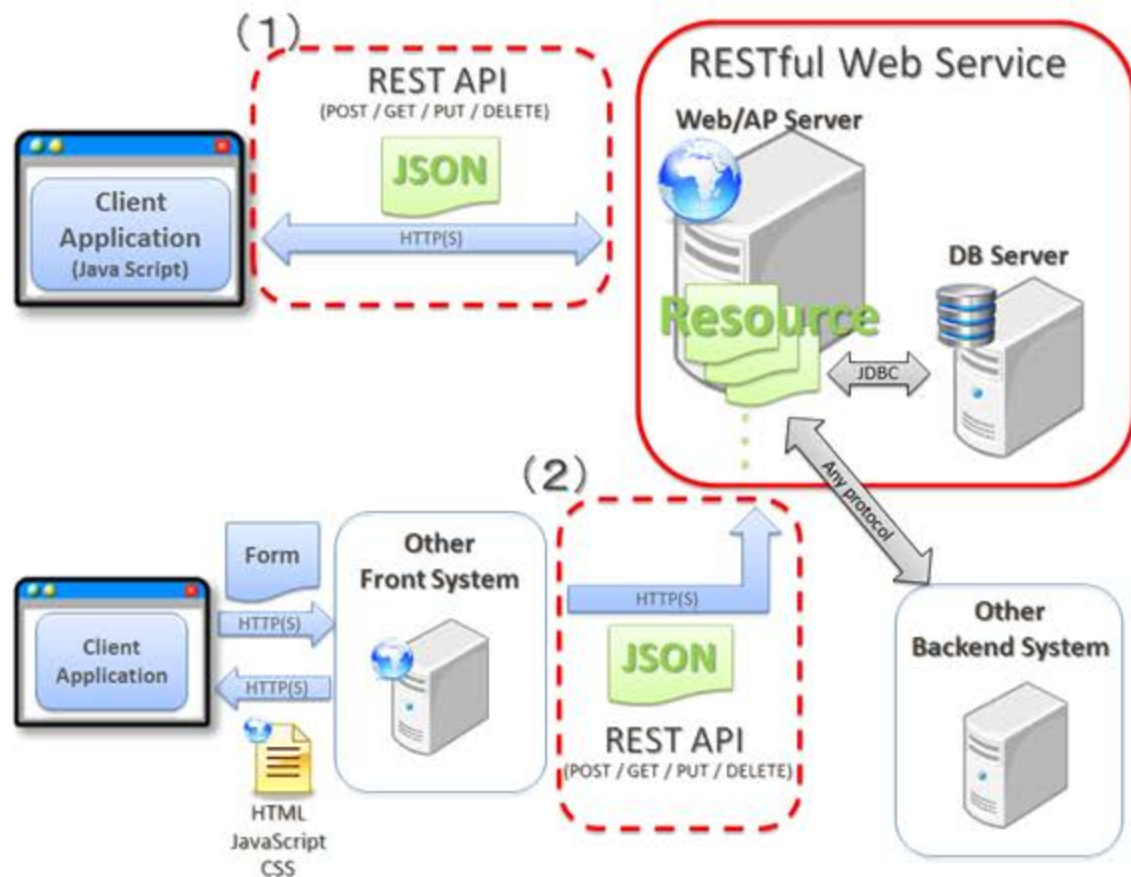 (1)
REST API
(POST / GET / PUT / DELETE)
JSON
HTTP(S)
Client
Application
(Java Script)
RESTful Web Service
Web/AP Server
Resource
DB Server
JDBC
Any protocol
(2)
Form
HTTP(S)
HTTP(S)
Client
Application
HTML
JavaScript
CSS
Other
Front System
HTTP(S)
JSON
REST API
(POST / GET / PUT / DELETE)
Other
Backend System